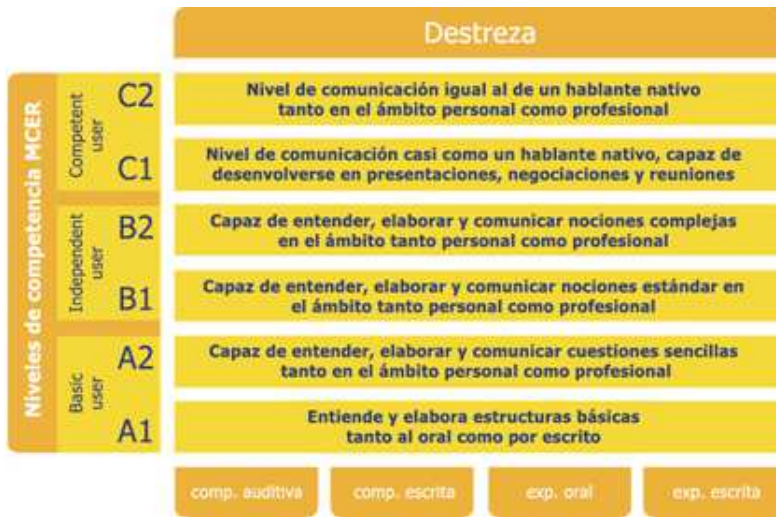 Destreza
Niveles de competencia MCER
Competent
user
C2
Nivel de comunicación igual al de un hablante nativo
tanto en el ámbito personal como profesional
C1
Nivel de comunicación casi como un hablante nativo, capaz de
desenvolverse en presentaciones, negociaciones y reuniones
Independent
user
B2
Capaz de entender, elaborar y comunicar nociones complejas
en el ámbito tanto personal como profesional
B1
Capaz de entender, elaborar y comunicar nociones estándar en
el ámbito tanto personal como profesional
Basic
user
A2
Capaz de entender, elaborar y comunicar cuestiones sencillas
tanto en el ámbito personal como profesional
A1
Entiende y elabora estructuras básicas
tanto al oral como por escrito
comp. auditiva
comp. escrita
exp. oral
exp. escrita